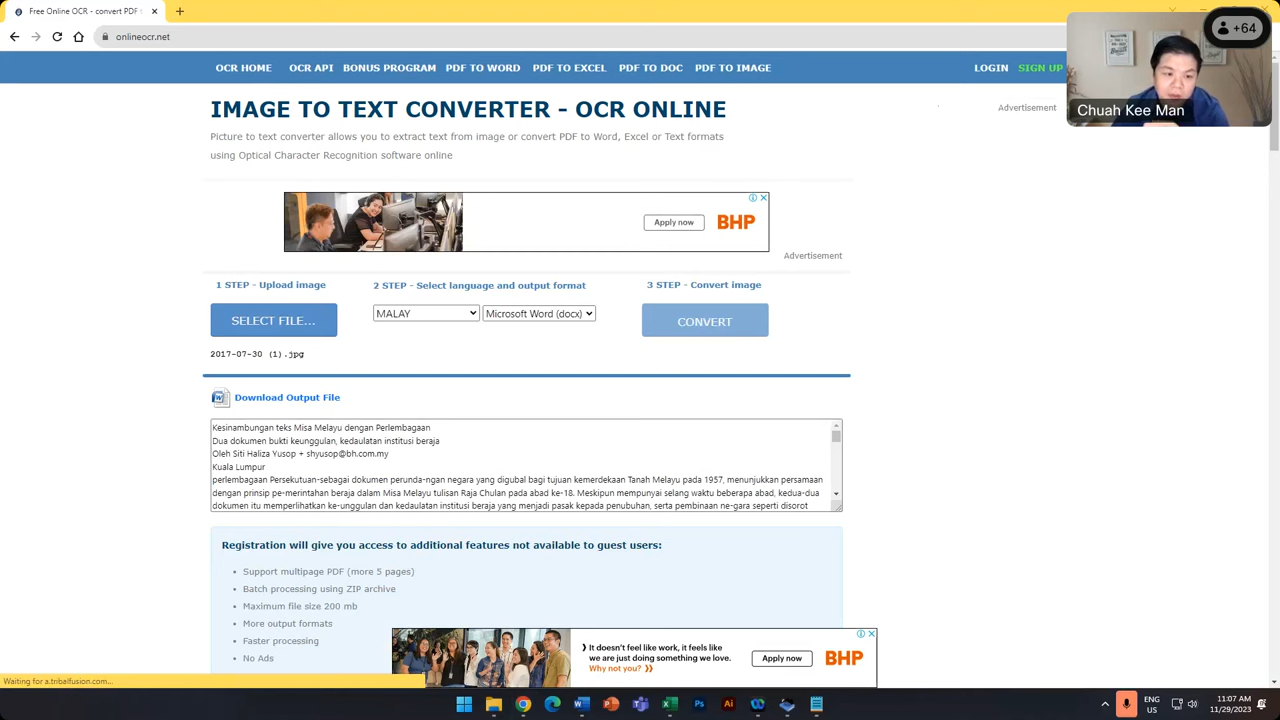 Free Online OCR - convert PDF t
+64
onlineocr.net
OCR HOME OCR API BONUS PROGRAM PDF TO WORD PDF TO EXCEL PDF TO DOC PDF TO IMAGE LOGIN SIGN UP
Chuah Kee Man
IMAGE TO TEXT CONVERTER - OCR ONLINE
Advertisement
Picture to text converter allows you to extract text from image or convert PDF to Word, Excel or Text formats
using Optical Character Recognition software online
Apply now BHP
Advertisement
1 STEP - Upload image 2 STEP - Select language and output format 3 STEP - Convert image
SELECT FILE... MALAY Microsoft Word (docx) CONVERT
2017-07-30 (1).jpg
Download Output File
Kesinambungan teks Misa Melayu dengan Perlembagaan
Dua dokumen bukti keunggulan, kedaulatan institusi beraja
Oleh Siti Haliza Yusop + shyusop@bh.com.my
Kuala Lumpur
perlembagaan Persekutuan-sebagai dokumen perunda-ngan negara yang digubal bagi tujuan kemerdekaan Tanah Melayu pada 1957, menunjukkan persamaan
dengan prinsip pe-merintahan beraja dalam Misa Melayu tulisan Raja Chulan pada abad ke-18. Meskipun mempunyai selang waktu beberapa abad, kedua-dua
dokumen itu memperlihatkan ke-unggulan dan kedaulatan institusi beraja yang menjadi pasak kepada penubuhan, serta pembinaan ne-gara seperti disorot
Registration will give you access to additional features not available to guest users:
Support multipage PDF (more 5 pages)
Batch processing using ZIP archive
Maximum file size 200 mb
More output formats
Faster processing
No Ads
It doesn't feel like work, it feels
like we are just doing something we love.
Why not you?
Apply now BHP
Waiting for a.tribalfusion.com...
ENG
US
11:07 AM
11/29/2023